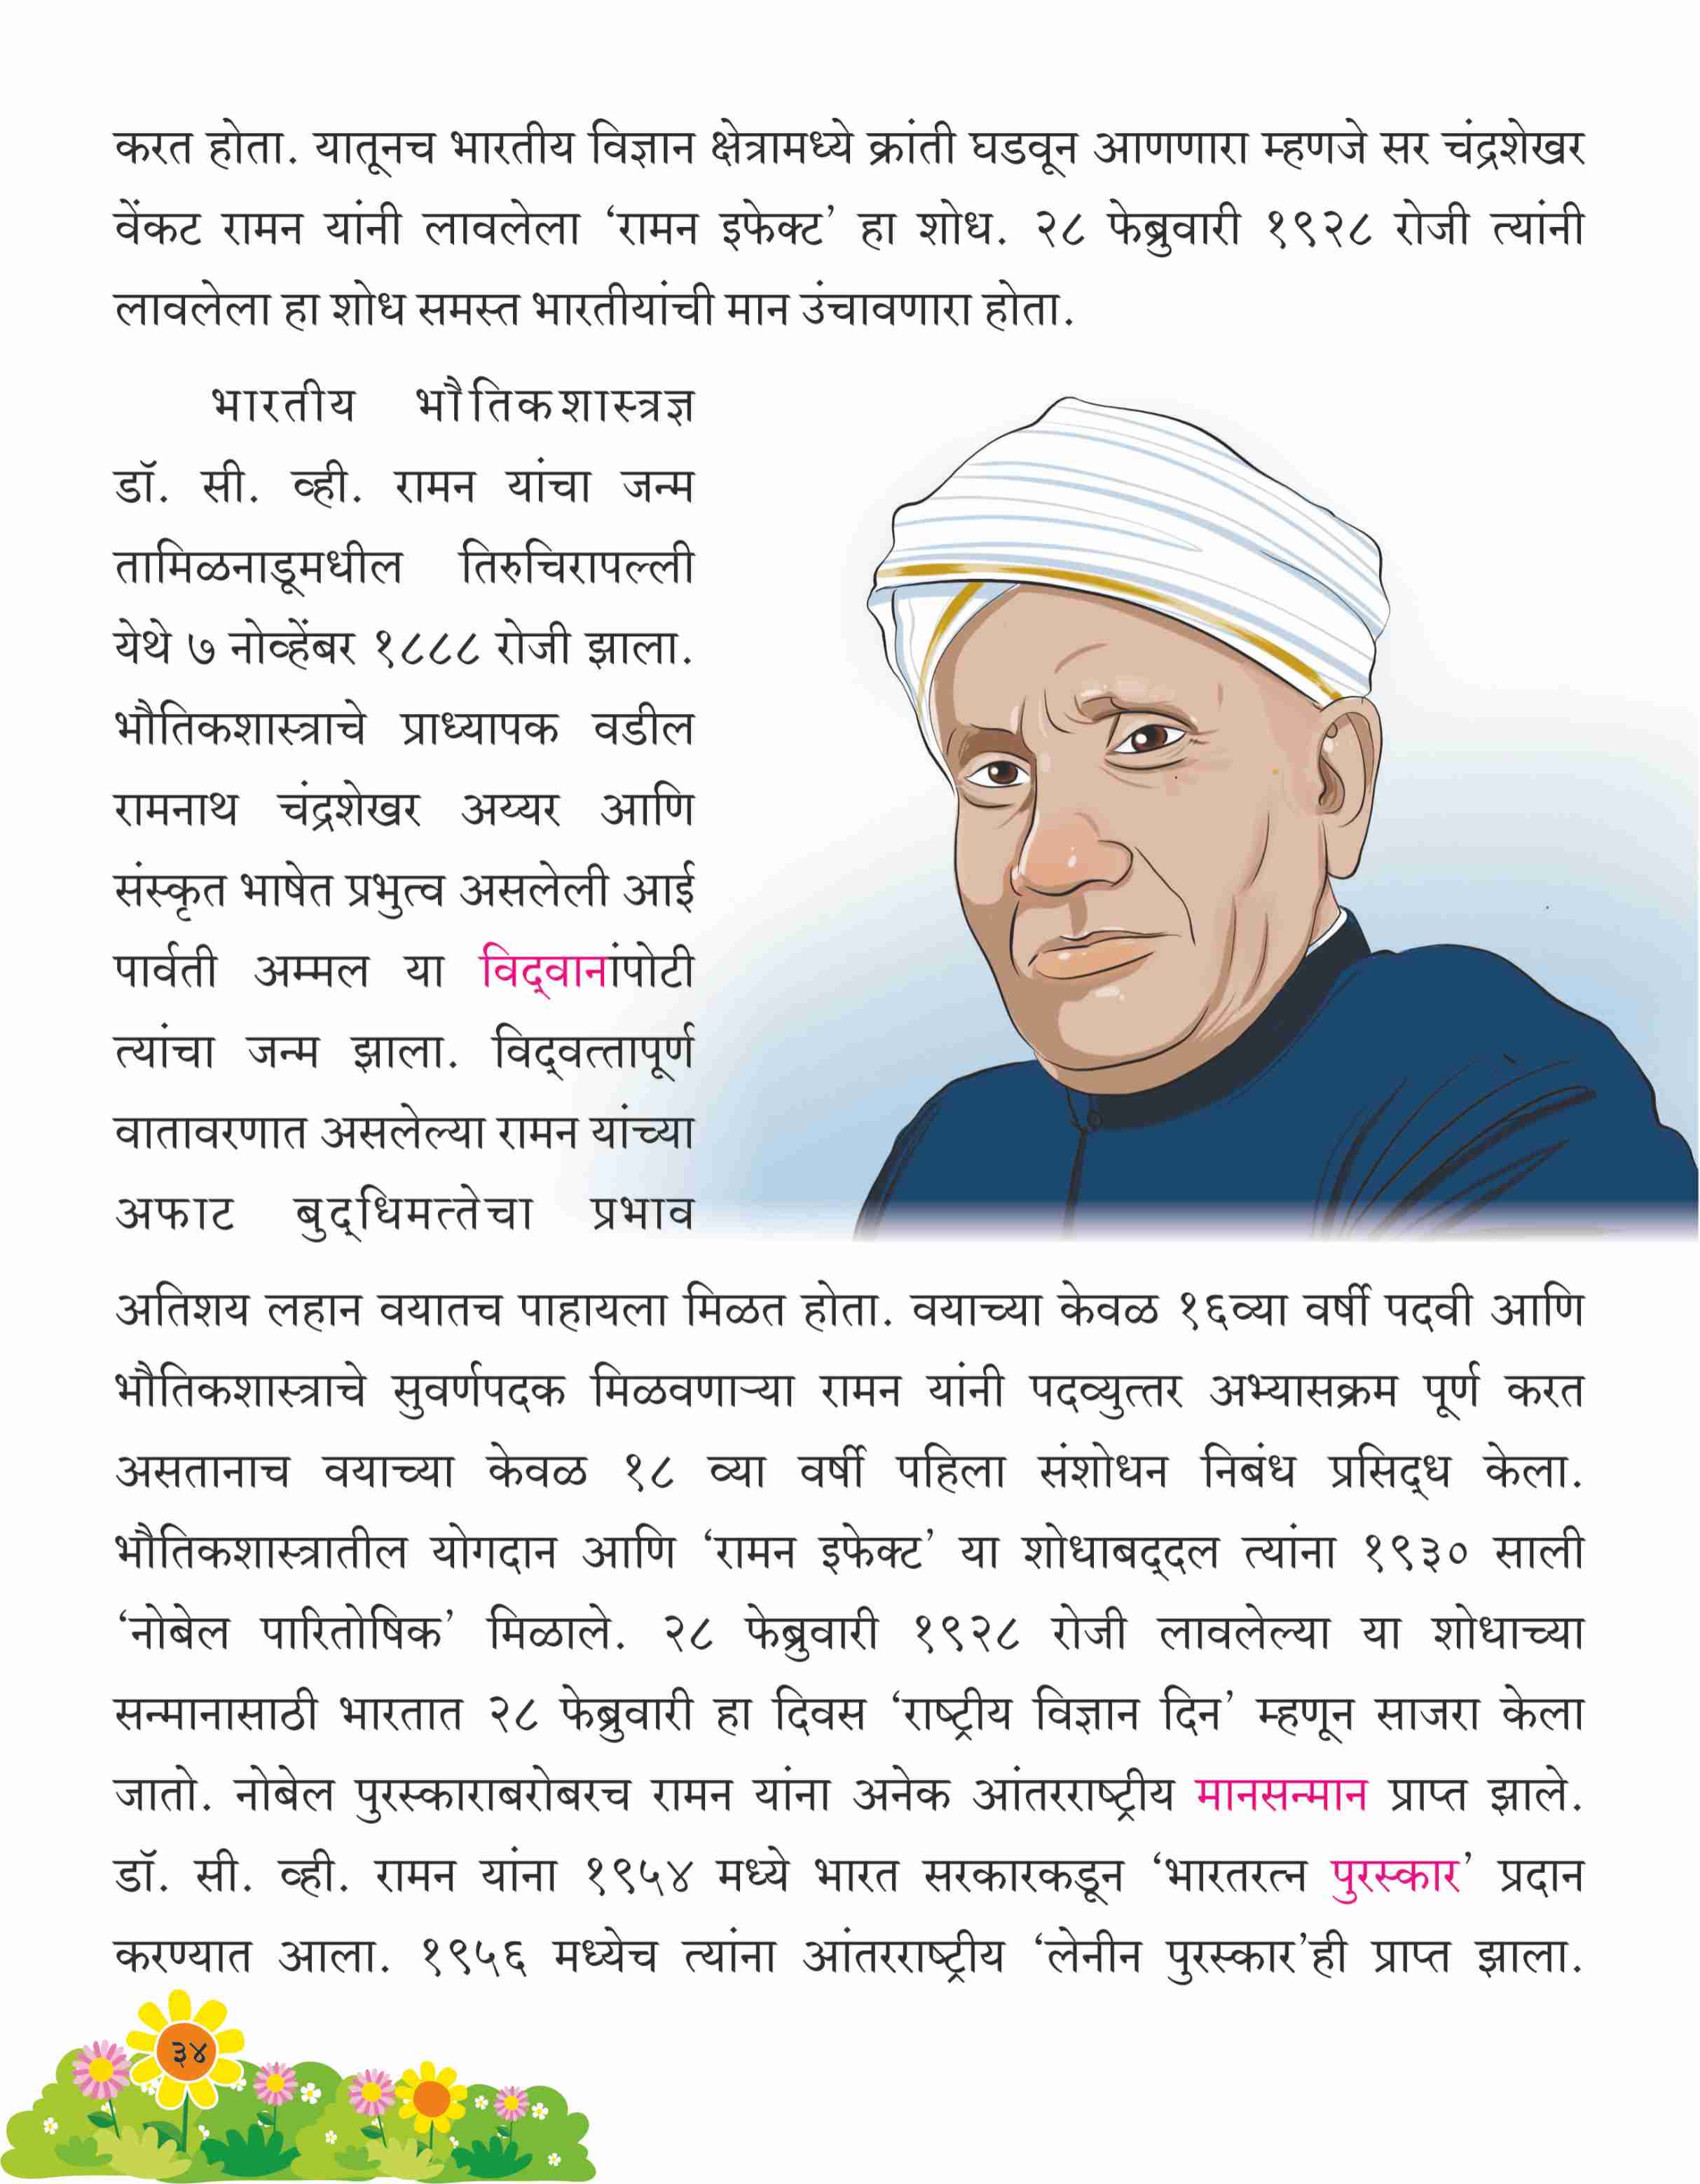 करत होता. यातूनच भारतीय विज्ञान क्षेत्रामध्ये क्रांती घडवून आणणारा म्हणजे सर चंद्रशेखर
वेंकट रामन यांनी लावलेला ‘रामन इफेक्ट’ हा शोध. २८ फेब्रुवारी १९२८ रोजी त्यांनी
लावलेला हा शोध समस्त भारतीयांची मान उंचावणारा होता.
भारतीय भौतिकशास्त्रज्ञ
डॉ. सी. व्ही. रामन यांचा जन्म
तामिळनाडूमधील तिरुचिरापल्ली
येथे ७ नोव्हेंबर १८८८ रोजी झाला.
भौतिकशास्त्राचे प्राध्यापक वडील
रामनाथ चंद्रशेखर अय्यर आणि
संस्कृत भाषेत प्रभुत्व असलेली आई
पार्वती अम्मल या विद्‌वानांपोटी
त्यांचा जन्म झाला. विद्‌वत्तापूर्ण
वातावरणात असलेल्या रामन यांच्या
अफाट बुद्‌धिमत्तेचा प्रभाव
अतिशय लहान वयातच पाहायला मिळत होता. वयाच्या केवळ १६व्या वर्षी पदवी आणि
भौतिकशास्त्राचे सुवर्णपदक मिळवणाऱ्या रामन यांनी पदव्युत्तर अभ्यासक्रम पूर्ण करत
असतानाच वयाच्या केवळ १८ व्या वर्षी पहिला संशोधन निबंध प्रसिद्‌ध केला.
भौतिकशास्त्रातील योगदान आणि ‘रामन इफेक्ट’ या शोधाबद्‌दल त्यांना १९३० साली
‘नोबेल पारितोषिक’ मिळाले. २८ फेब्रुवारी १९२८ रोजी लावलेल्या या शोधाच्या
सन्मानासाठी भारतात २८ फेब्रुवारी हा दिवस ‘राष्ट्रीय विज्ञान दिन’ म्हणून साजरा केला
जातो. नोबेल पुरस्काराबरोबरच रामन यांना अनेक आंतरराष्ट्रीय मानसन्मान प्राप्त झाले.
डॉ. सी. व्ही. रामन यांना १९५४ मध्ये भारत सरकारकडून ‘भारतरत्न पुरस्कार’ प्रदान
करण्यात आला. १९५६ मध्येच त्यांना आंतरराष्ट्रीय ‘लेनीन पुरस्कार’ही प्राप्त झाला.
३४